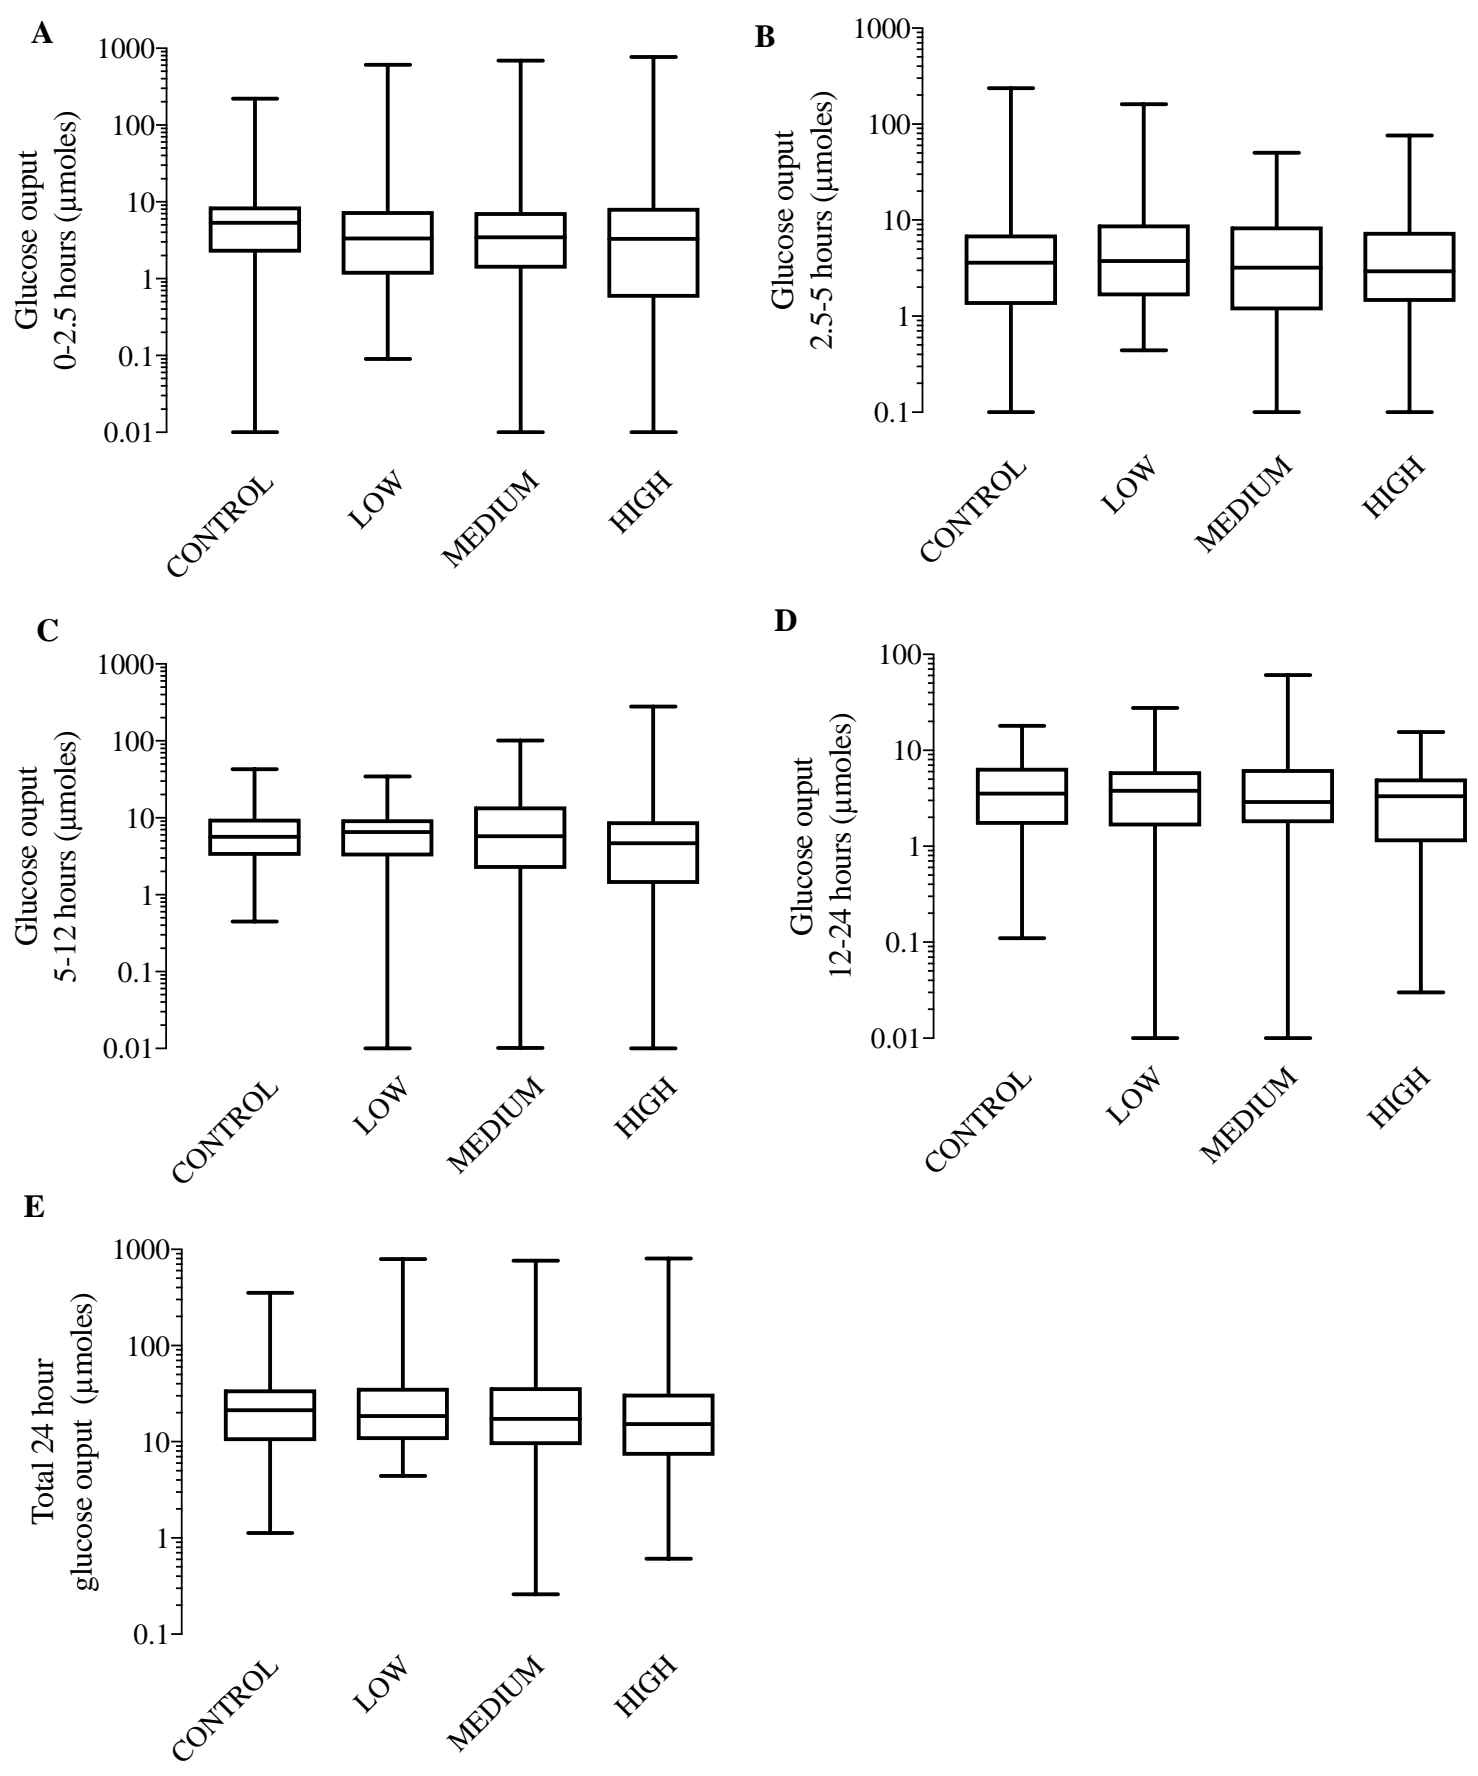 A
Glucose ouput
0-2.5 hours (μmoles)
1000
100
10
1
0.1
0.01
CONTROL
LOW
MEDIUM
HIGH
B
Glucose ouput
2.5-5 hours (μmoles)
1000
100
10
1
0.1
CONTROL
LOW
MEDIUM
HIGH
C
Glucose ouput
5-12 hours (μmoles)
1000
100
10
1
0.1
0.01
CONTROL
LOW
MEDIUM
HIGH
D
Glucose ouput
12-24 hours (μmoles)
100
10
1
0.1
0.01
CONTROL
LOW
MEDIUM
HIGH
E
Total 24 hour
glucose ouput (μmoles)
1000
100
10
1
0.1
CONTROL
LOW
MEDIUM
HIGH